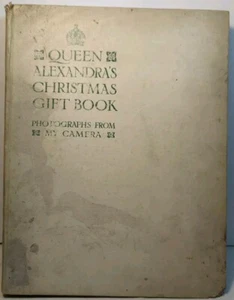 QUEEN
ALEXANDRA'S
CHRISTMAS
GIFT BOOK
PHOTOGRAPHS FROM
MY CAMERA